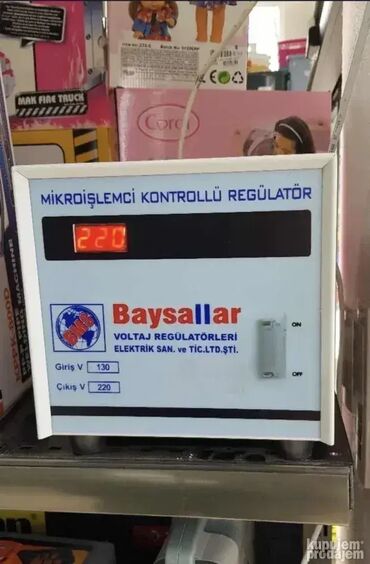 MAK FIRE TRUCK
Corol
MİKROİŞLEMCİ KONTROLLÜ REGÜLATÖR
220
Baysallar
VOLTAJ REGÜLATÖRLERİ
ELEKTRİK SAN. ve TİC.LTD.ŞTİ.
Giriş V 130
Çıkış V 220
ON
OFF
kupujem
prodajem